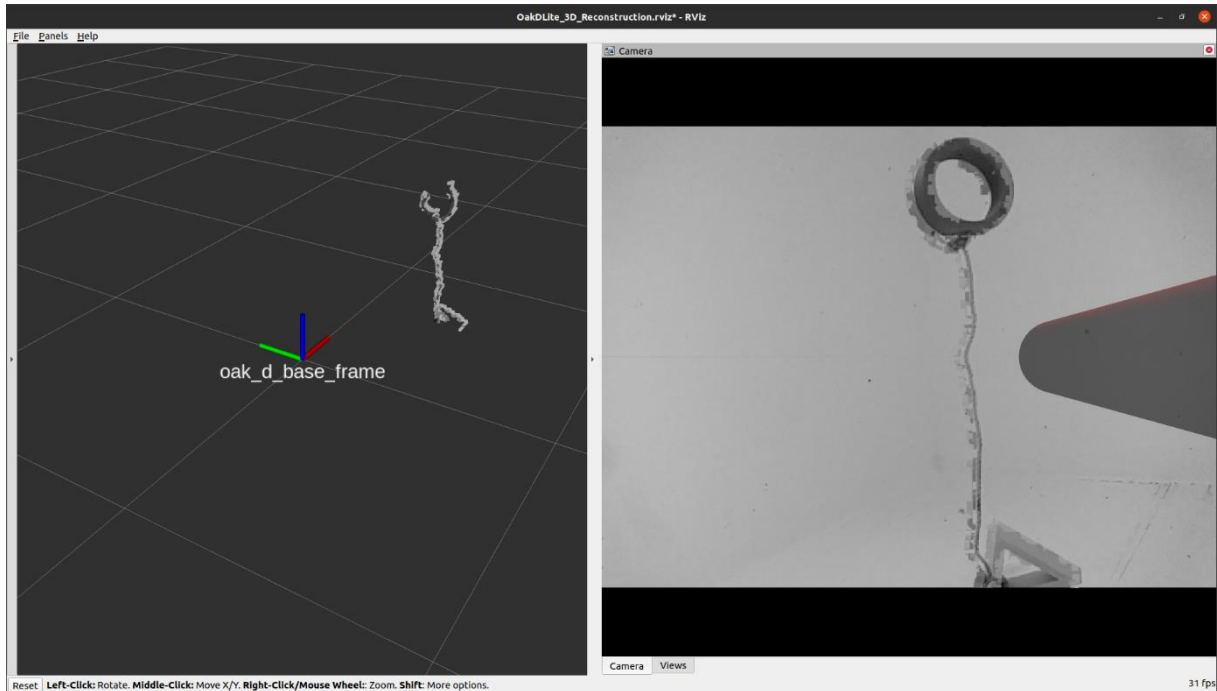 OakDLite_3D_Reconstruction.rviz* - RViz
File Panels Help
Camera
oak_d_base_frame
Camera Views
Reset Left-Click: Rotate. Middle-Click: Move X/Y. Right-Click/Mouse Wheel:: Zoom. Shift: More options. 31 fps